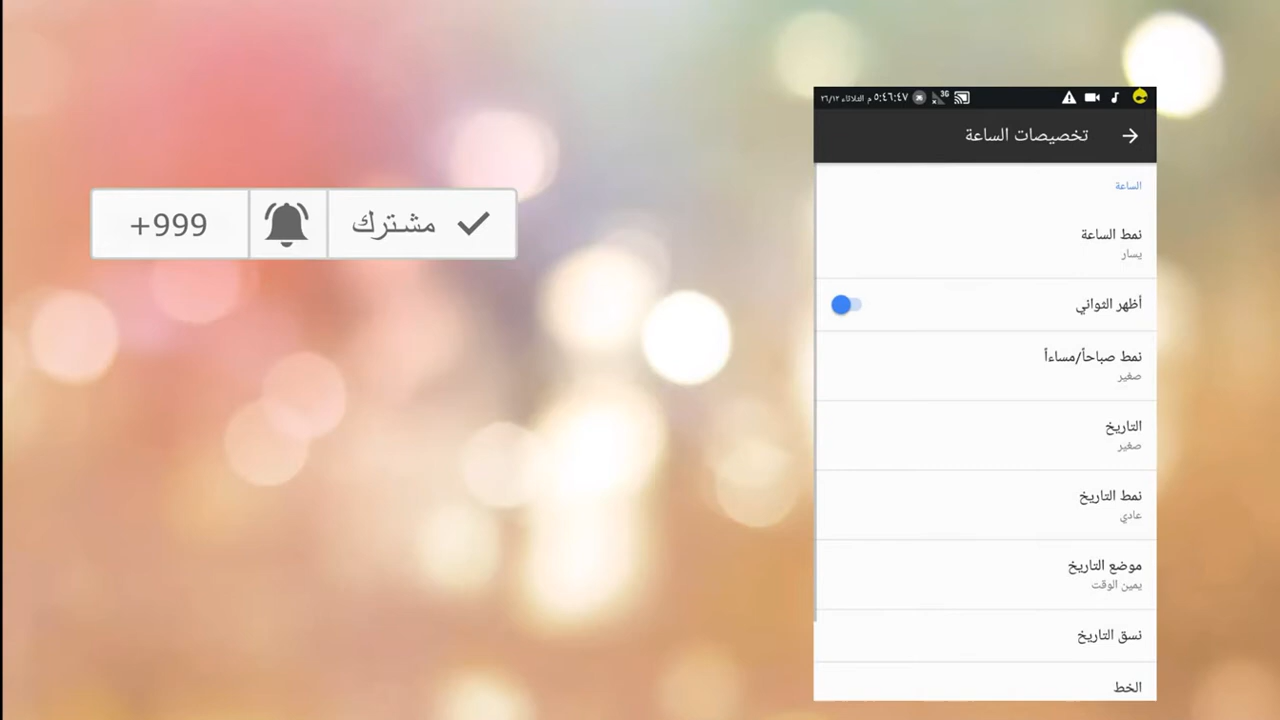 ٥:٤٦:٤٧ م الثلاثاء ٢٦/١٢
3G
تخصيصات الساعة
الساعة
نمط الساعة
يسار
أظهر الثواني
نمط صباحاً/مساءاً
صغير
التاريخ
صغير
نمط التاريخ
عادي
موضع التاريخ
يمين الوقت
نسق التاريخ
الخط
مشترك
+999